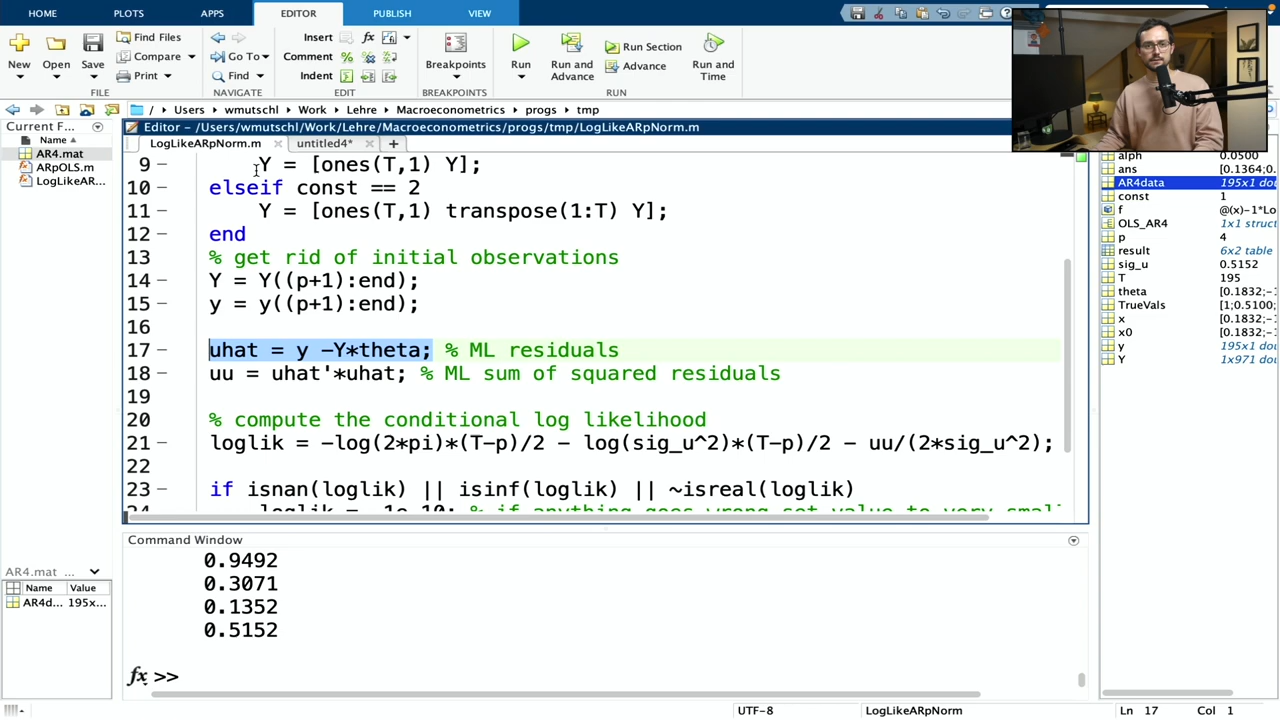 HOME PLOTS APPS EDITOR PUBLISH VIEW
New Open Save Find Files Compare Print
Go To Find
Insert fx
Comment
Indent
Breakpoints
Run Run and Advance Run Section Advance Run and Time
FILE NAVIGATE EDIT BREAKPOINTS RUN
/ Users wmutschl Work Lehre Macroeconometrics progs tmp
Current F...
Name
AR4.mat
ARpOLS.m
LogLikeAR...
Editor - /Users/wmutschl/Work/Lehre/Macroeconometrics/progs/tmp/LogLikeARpNorm.m
LogLikeARpNorm.m × untitled4* × +
9 – Y = [ones(T,1) Y];
10 elseif const == 2
11 – Y = [ones(T,1) transpose(1:T) Y];
12 – end
13 % get rid of initial observations
14 – Y = Y((p+1):end);
15 – y = y((p+1):end);
16
17 – uhat = y -Y*theta; % ML residuals
18 – uu = uhat'*uhat; % ML sum of squared residuals
19
20 % compute the conditional log likelihood
21 – loglik = -log(2*pi)*(T-p)/2 - log(sig_u^2)*(T-p)/2 - uu/(2*sig_u^2);
22
23 – if isnan(loglik) || isinf(loglik) || ~isreal(loglik)
Command Window
0.9492
0.3071
0.1352
0.5152
fx >>
AR4.mat ...
Name Value
AR4d... 195x...
alph 0.0500
ans [0.1364;0...
AR4data 195x1 dou
const 1
f @(x)-1*Lo
OLS_AR4 1x1 struct
p 4
result 6x2 table
sig_u 0.5152
T 195
theta [0.1832;-1
TrueVals [1;0.5100;
x [0.1832;-1
x0 [0.1832;-1
y 195x1 dou
Y 1x971 dou
UTF-8 LogLikeARpNorm Ln 17 Col 1